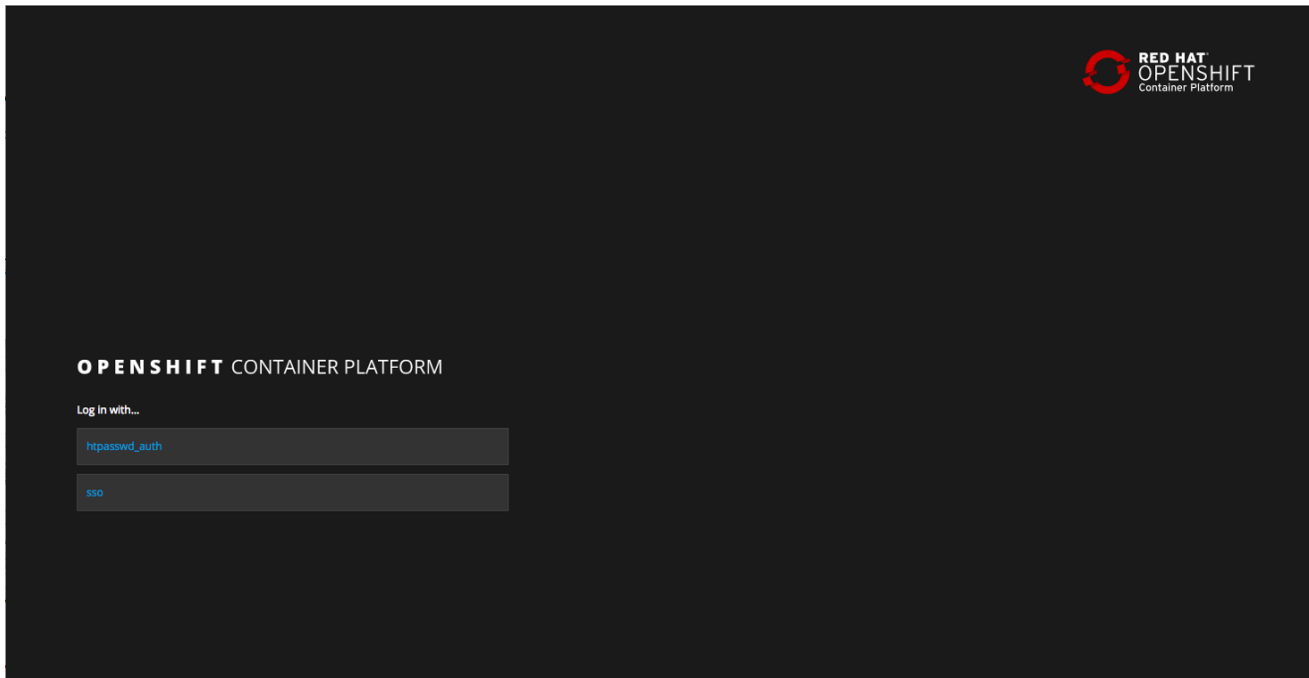 RED HAT®
OPENSHIFT
Container Platform
OPENSHIFT CONTAINER PLATFORM
Log in with...
htpasswd_auth
sso